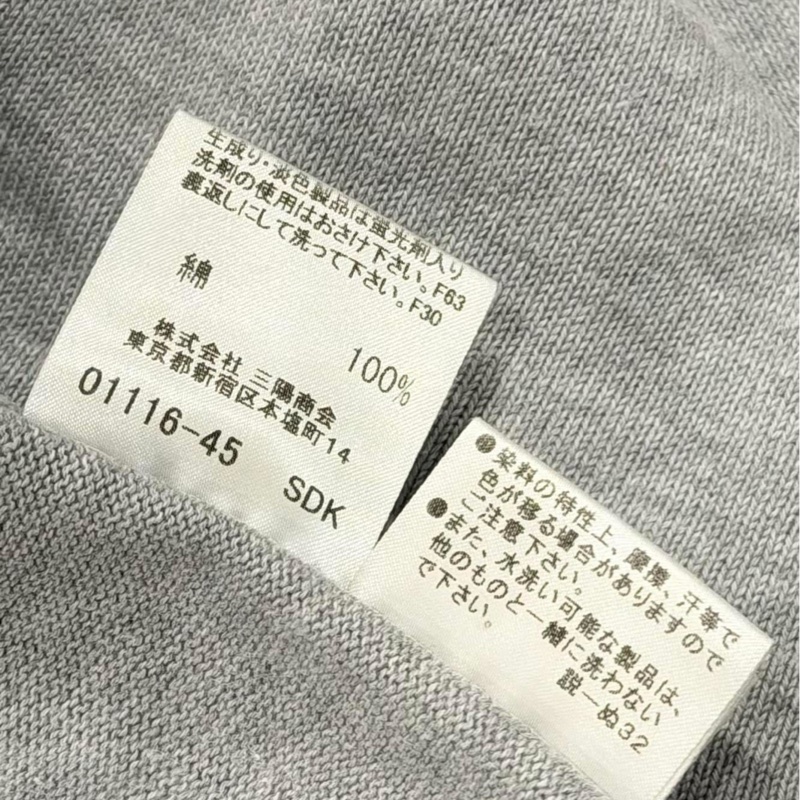 生成り・淡色製品は蛍光剤入り
洗剤の使用はおさけ下さい。F63
裏返しにして洗って下さい。F30
綿
100%
株式会社 三陽商会
東京都新宿区本塩町14
01116-45 SDK
●染料の特性上、摩擦、汗等で
色が移る場合がありますので
ご注意下さい。
●また、水洗い可能な製品は、
他のものと一緒に洗わない
で下さい。
説ーぬ32